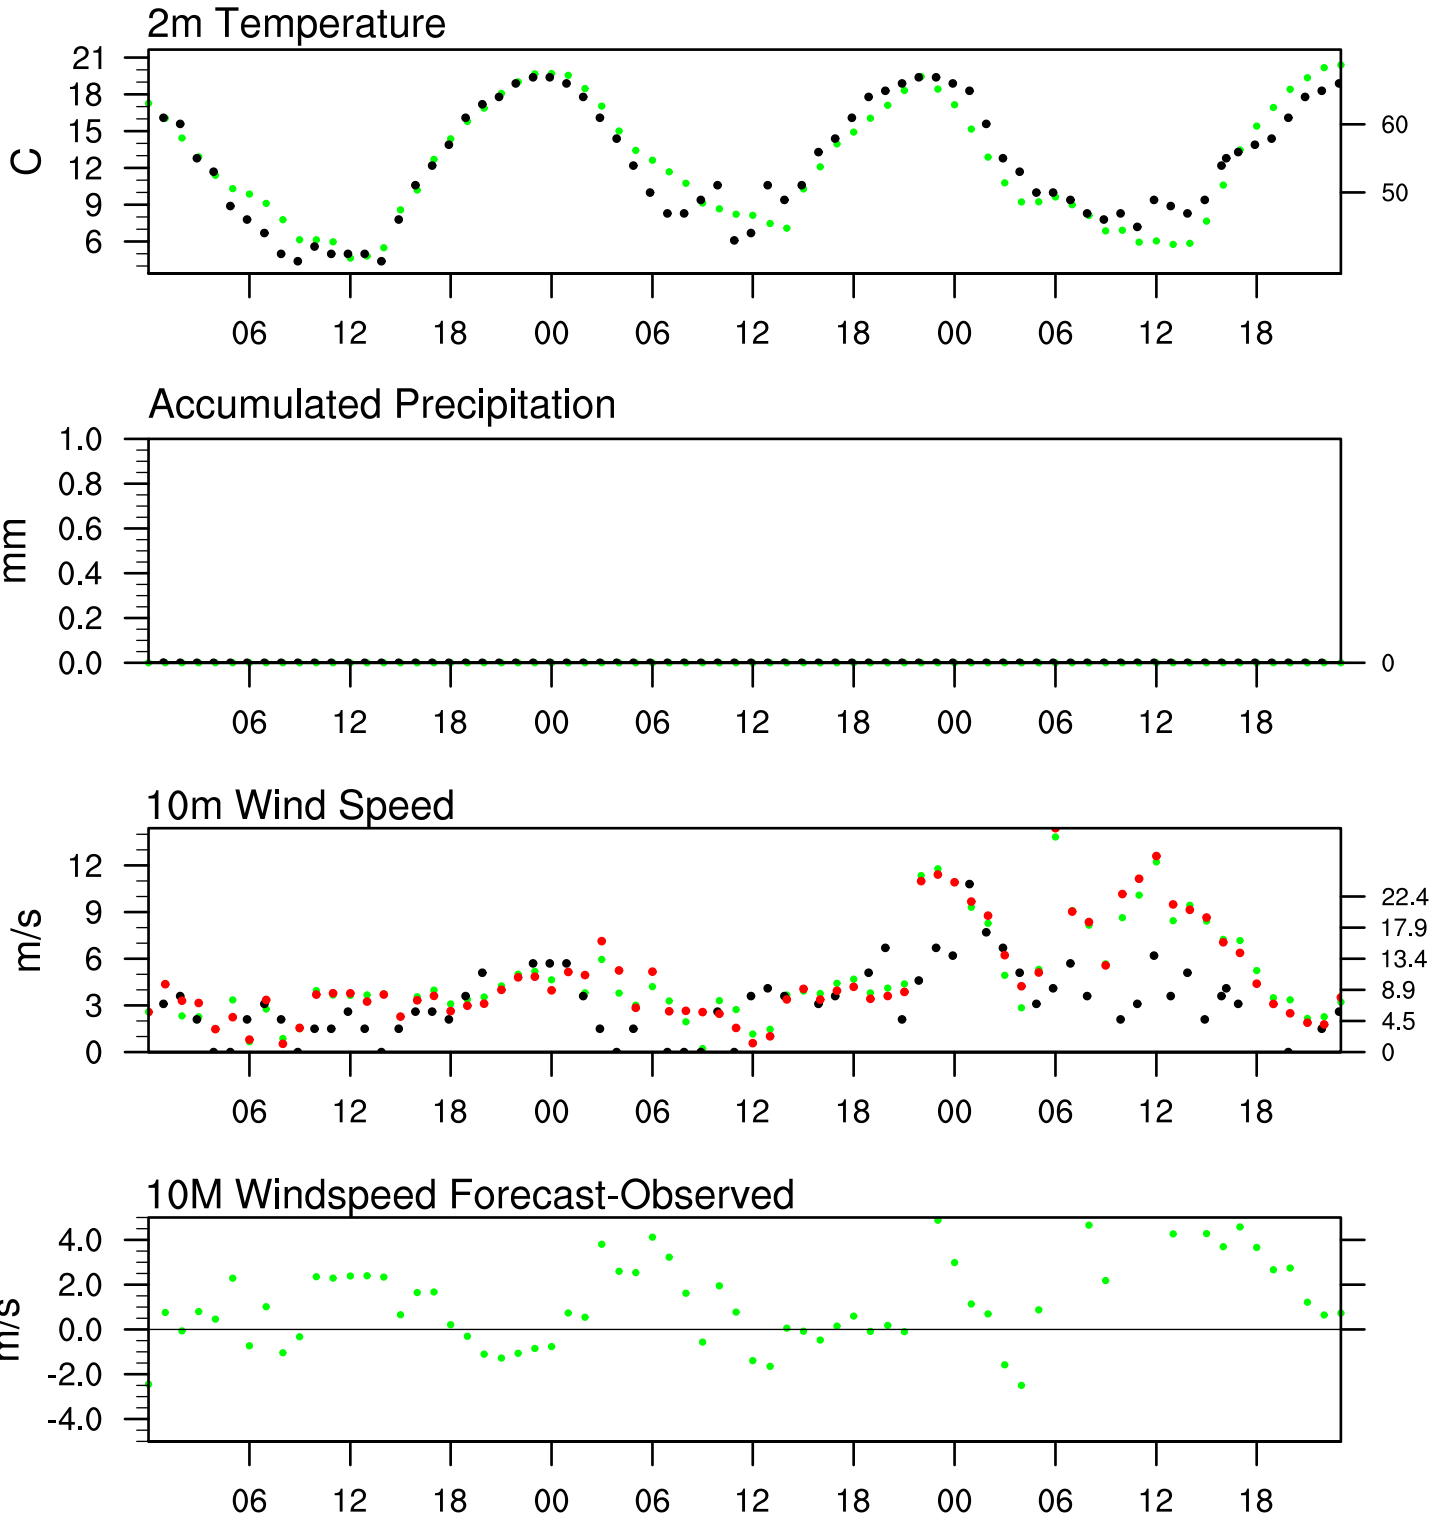 2m Temperature
21
18
15
12
9
6
C
60
50
06 12 18 00 06 12 18 00 06 12 18
Accumulated Precipitation
1.0
0.8
0.6
0.4
0.2
0.0
mm
0
06 12 18 00 06 12 18 00 06 12 18
10m Wind Speed
12
9
6
3
0
m/s
22.4
17.9
13.4
8.9
4.5
0
06 12 18 00 06 12 18 00 06 12 18
10M Windspeed Forecast-Observed
4.0
2.0
0.0
-2.0
-4.0
m/s
06 12 18 00 06 12 18 00 06 12 18